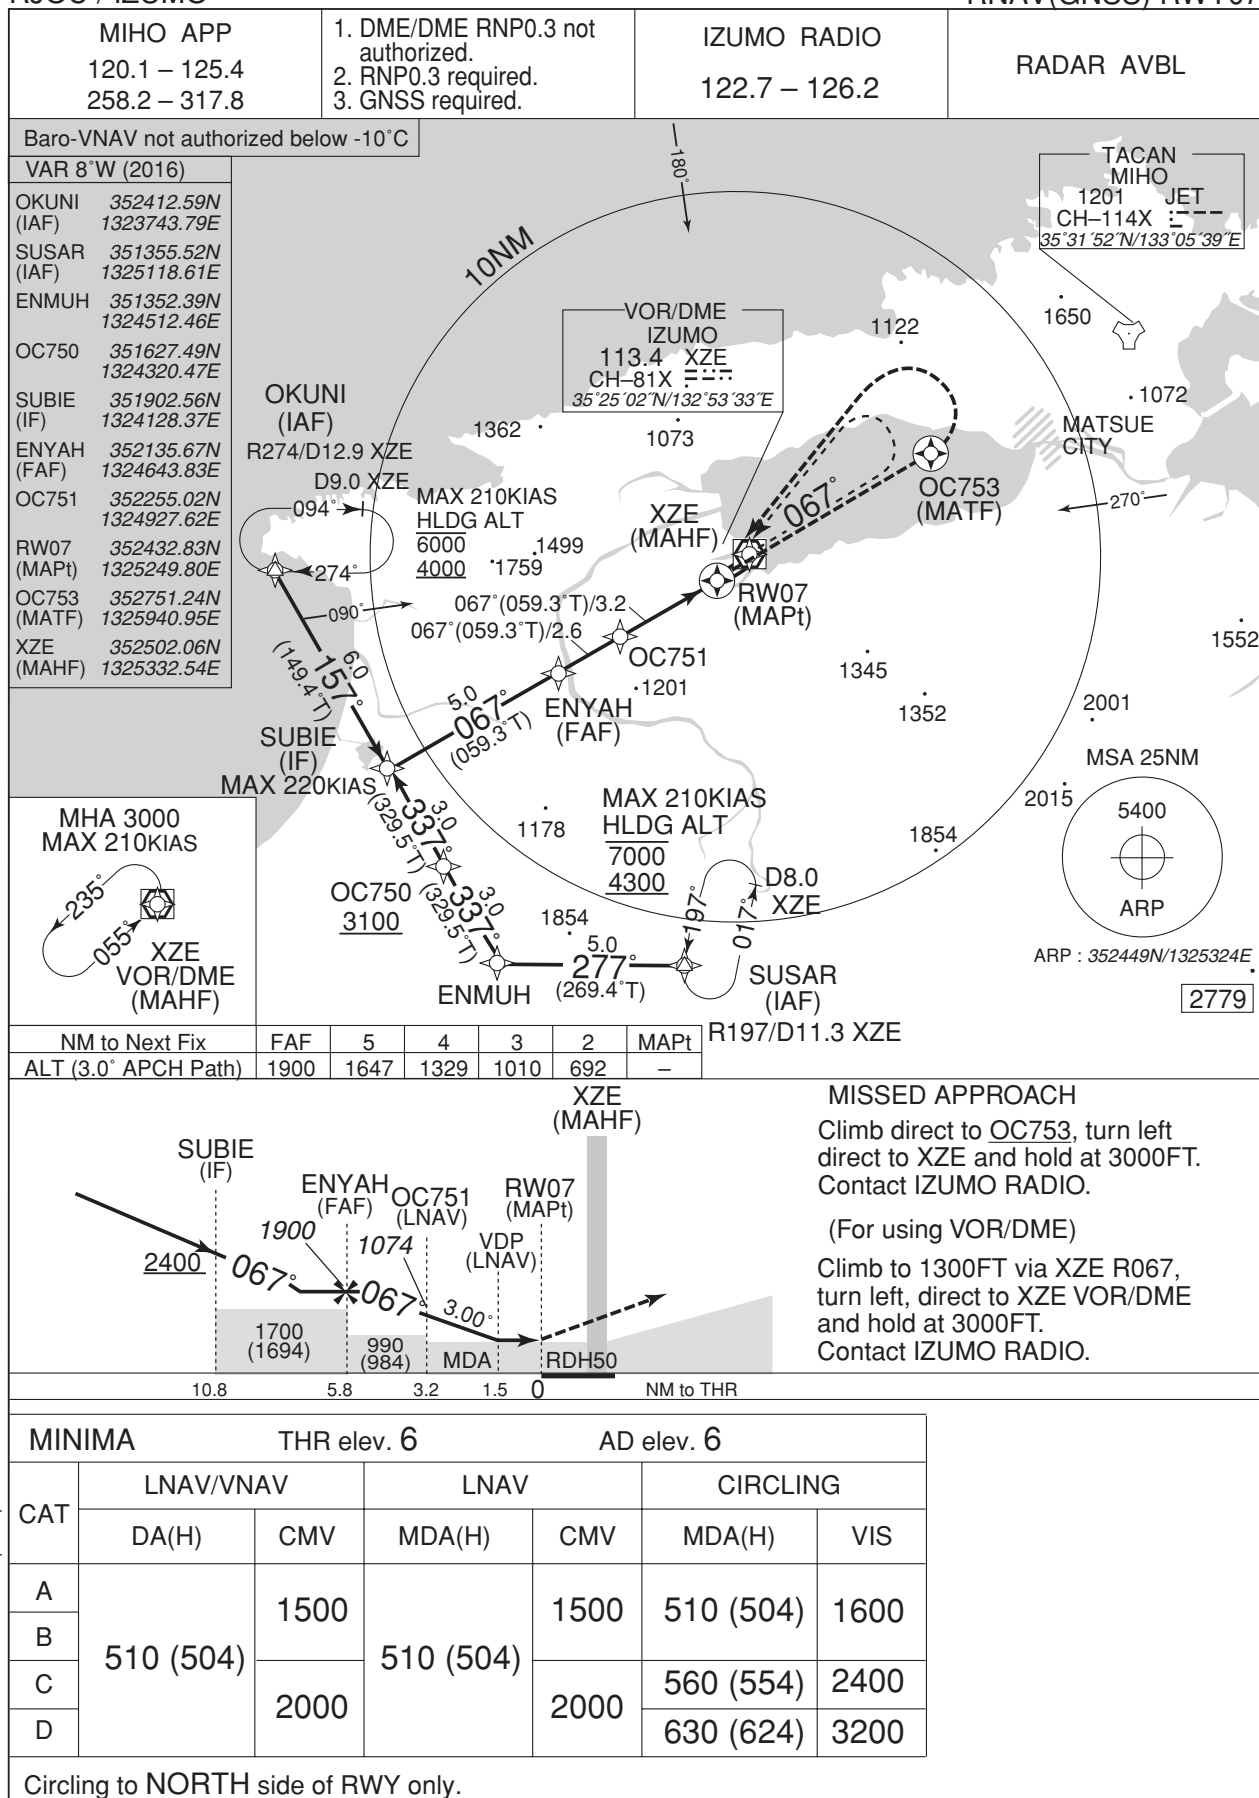 RJOC / IZUMO
RNAV(GNSS) RWY07
MIHO APP
120.1 – 125.4
258.2 – 317.8
1. DME/DME RNP0.3 not
authorized.
2. RNP0.3 required.
3. GNSS required.
IZUMO RADIO
122.7 – 126.2
RADAR AVBL
Baro-VNAV not authorized below -10˚C
VAR 8˚W (2016)
OKUNI 352412.59N
(IAF) 1323743.79E
SUSAR 351355.52N
(IAF) 1325118.61E
ENMUH 351352.39N
1324512.46E
OC750 351627.49N
1324320.47E
SUBIE 351902.56N
(IF) 1324128.37E
ENYAH 352135.67N
(FAF) 1324643.83E
OC751 352255.02N
1324927.62E
RW07 352432.83N
(MAPt) 1325249.80E
OC753 352751.24N
(MATF) 1325940.95E
XZE 352502.06N
(MAHF) 1325332.54E
180˚
10NM
TACAN
MIHO
1201 JET
CH–114X
35˚31´52˝N/133˚05´39˝E
VOR/DME
IZUMO
113.4 XZE
CH–81X
35˚25´02˝N/132˚53´33˝E
1122
1650
1072
MATSUE
CITY
OKUNI
(IAF)
R274/D12.9 XZE
D9.0 XZE
094˚
274˚
1362
1073
MAX 210KIAS
HLDG ALT
6000
4000
1499
1759
XZE
(MAHF)
067˚
OC753
(MATF)
270˚
090˚
067˚(059.3˚T)/3.2
067˚(059.3˚T)/2.6
RW07
(MAPt)
OC751
1201
1345
1552
1352
2001
6.0
157˚
(149.4˚T)
5.0
067˚
(059.3˚T)
ENYAH
(FAF)
SUBIE
(IF)
MAX 220KIAS
MSA 25NM
5400
ARP
2015
3.0
337˚
(329.5˚T)
1178
MAX 210KIAS
HLDG ALT
7000
4300
1854
MHA 3000
MAX 210KIAS
235˚
055˚
XZE
VOR/DME
(MAHF)
OC750
3100
3.0
337˚
(329.5˚T)
1854
D8.0
XZE
197˚
017˚
5.0
277˚
(269.4˚T)
ENMUH
SUSAR
(IAF)
R197/D11.3 XZE
ARP : 352449N/1325324E
2779
NM to Next Fix FAF 5 4 3 2 MAPt
ALT (3.0˚ APCH Path) 1900 1647 1329 1010 692 –
XZE
(MAHF)
SUBIE
(IF)
ENYAH
(FAF)
OC751
(LNAV)
RW07
(MAPt)
VDP
(LNAV)
1900
1074
2400
067˚
067˚
3.00˚
1700
(1694)
990
(984)
MDA
RDH50
10.8 5.8 3.2 1.5 0 NM to THR
MISSED APPROACH
Climb direct to OC753, turn left
direct to XZE and hold at 3000FT.
Contact IZUMO RADIO.
(For using VOR/DME)
Climb to 1300FT via XZE R067,
turn left, direct to XZE VOR/DME
and hold at 3000FT.
Contact IZUMO RADIO.
MINIMA THR elev. 6 AD elev. 6
CAT LNAV/VNAV LNAV CIRCLING
DA(H) CMV MDA(H) CMV MDA(H) VIS
A
B
C
D
510 (504)
1500
2000
510 (504)
1500
2000
510 (504) 1600
560 (554) 2400
630 (624) 3200
Circling to NORTH side of RWY only.